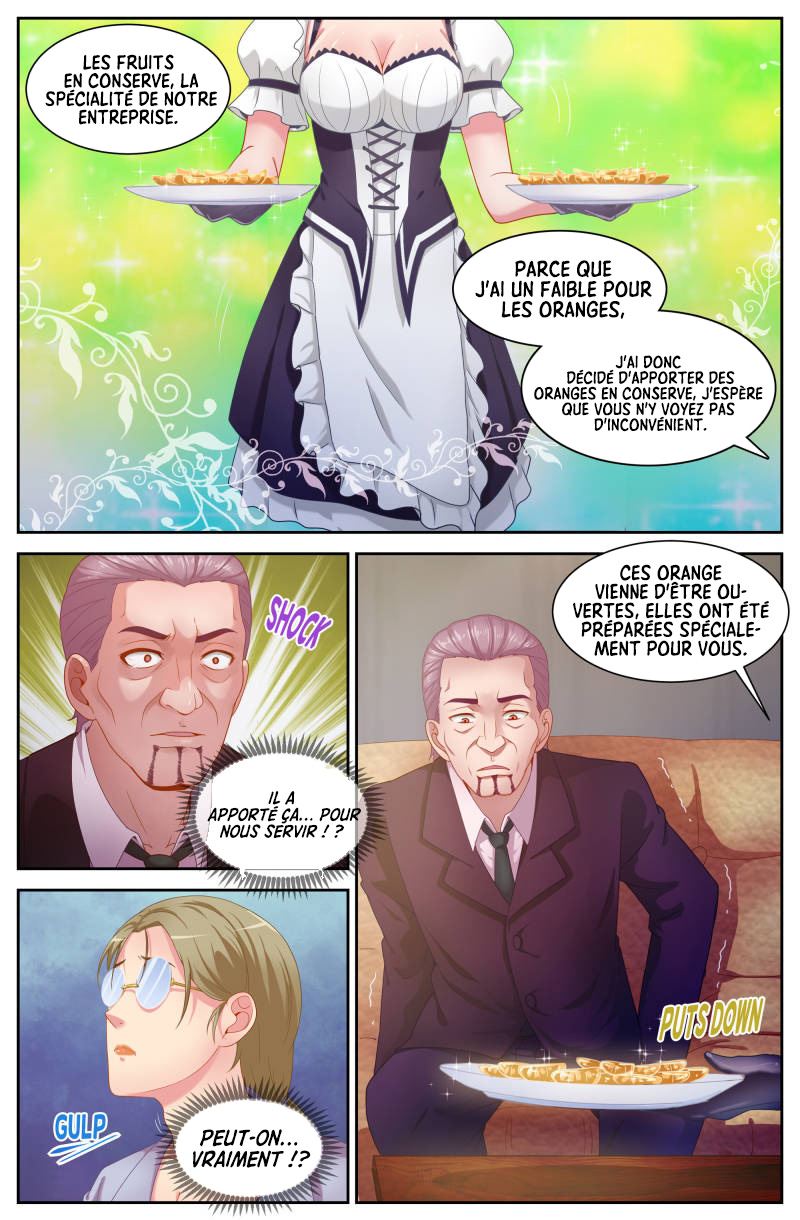 LES FRUITS
EN CONSERVE, LA
SPÉCIALITÉ DE NOTRE
ENTREPRISE.
PARCE QUE
J'AI UN FAIBLE POUR
LES ORANGES,
J'AI DONC
DÉCIDÉ D'APPORTER DES
ORANGES EN CONSERVE, J'ESPÈRE
QUE VOUS N'Y VOYEZ PAS
D'INCONVÉNIENT.
SHOCK
IL A
APPORTÉ ÇA... POUR
NOUS SERVIR ! ?
CES ORANGE
VIENNE D'ÊTRE OU-
VERTES, ELLES ONT ÉTÉ
PRÉPARÉES SPÉCIALE-
MENT POUR VOUS.
PUTS DOWN
GULP
PEUT-ON...
VRAIMENT !?